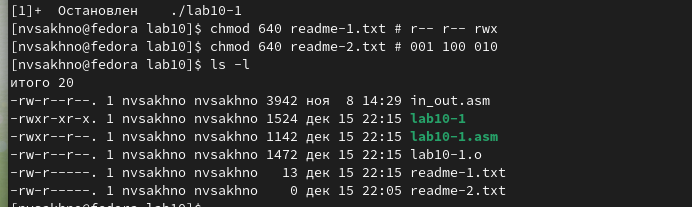 [1]+  Остановлен    ./lab10-1
[nvsakhno@fedora lab10]$ chmod 640 readme-1.txt # r-- r-- rwx
[nvsakhno@fedora lab10]$ chmod 640 readme-2.txt # 001 100 010
[nvsakhno@fedora lab10]$ ls -l
итого 20
-rw-r--r--. 1 nvsakhno nvsakhno 3942 ноя  8 14:29 in_out.asm
-rwxr-xr-x. 1 nvsakhno nvsakhno 1524 дек 15 22:15 lab10-1
-rwxr--r--. 1 nvsakhno nvsakhno 1142 дек 15 22:15 lab10-1.asm
-rw-r--r--. 1 nvsakhno nvsakhno 1472 дек 15 22:15 lab10-1.o
-rw-r-----. 1 nvsakhno nvsakhno   13 дек 15 22:15 readme-1.txt
-rw-r-----. 1 nvsakhno nvsakhno    0 дек 15 22:05 readme-2.txt
[nvsakhno@fedora lab10]$